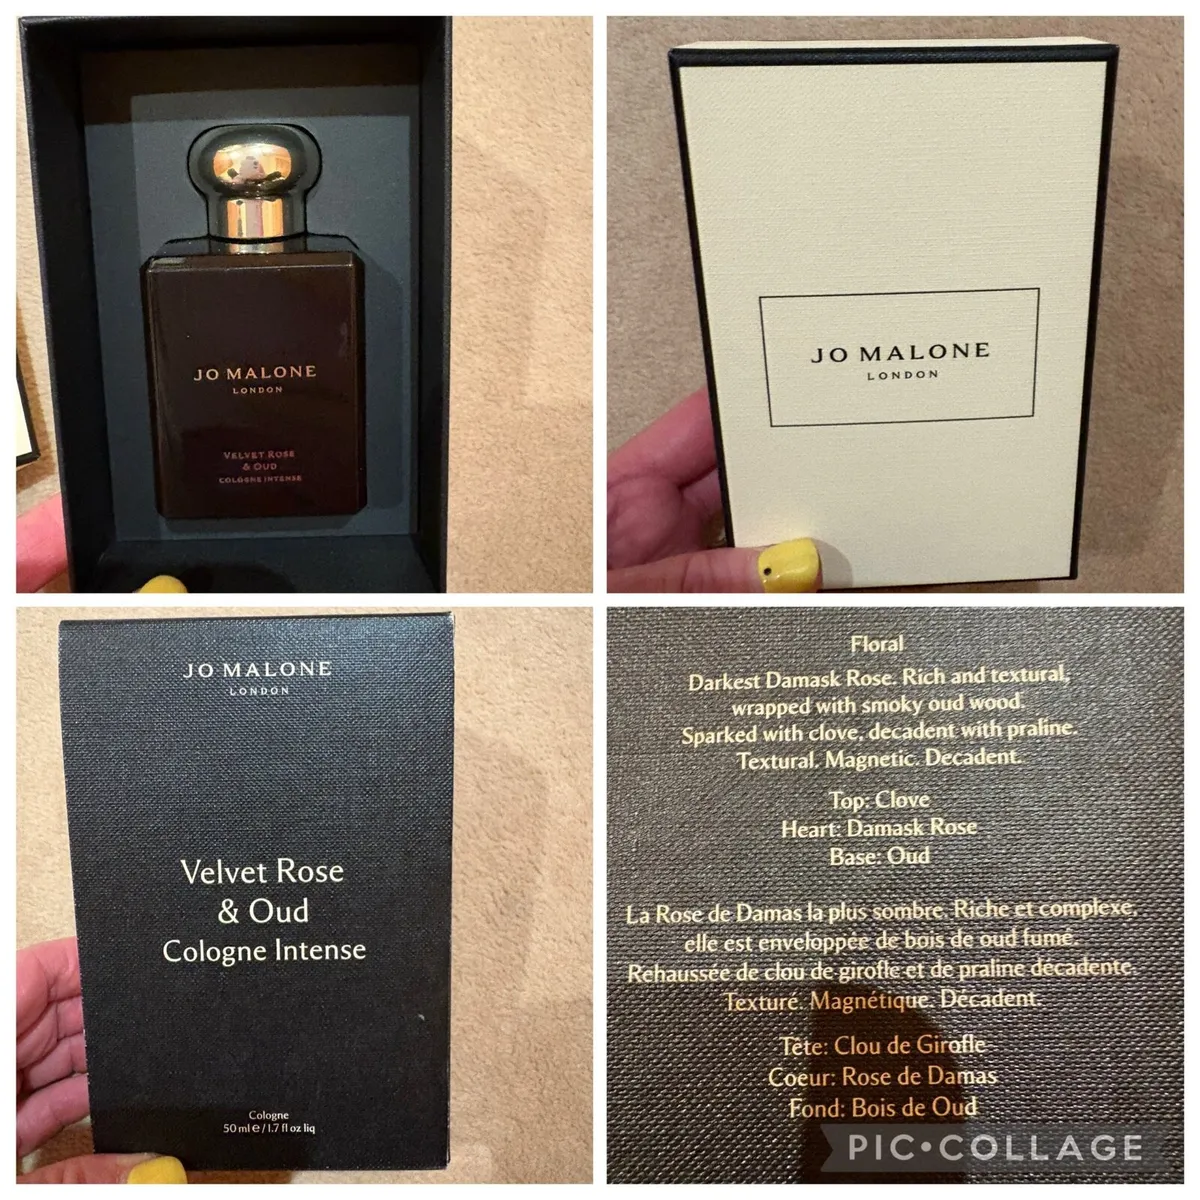 JO MALONE
LONDON
VELVET ROSE
& OUD
COLOGNE INTENSE
JO MALONE
LONDON
JO MALONE
LONDON
Velvet Rose
& Oud
Cologne Intense
Cologne
50 ml e / 1.7 fl oz liq
Floral
Darkest Damask Rose. Rich and textural,
wrapped with smoky oud wood.
Sparked with clove, decadent with praline.
Textural. Magnetic. Decadent.
Top: Clove
Heart: Damask Rose
Base: Oud
La Rose de Damas la plus sombre. Riche et complexe,
elle est enveloppée de bois de oud fumé.
Rehaussée de clou de girofle et de praline décadente.
Texturé. Magnétique. Décadent.
Tête: Clou de Girofle
Coeur: Rose de Damas
Fond: Bois de Oud
PIC•COLLAGE